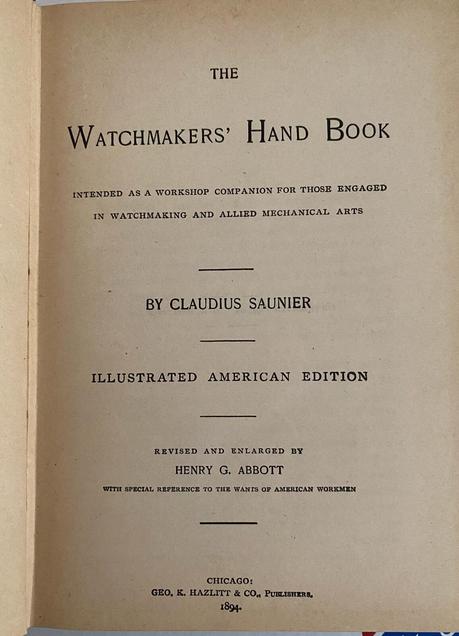 THE
WATCHMAKERS' HAND BOOK
INTENDED AS A WORKSHOP COMPANION FOR THOSE ENGAGED
IN WATCHMAKING AND ALLIED MECHANICAL ARTS
BY CLAUDIUS SAUNIER
ILLUSTRATED AMERICAN EDITION
REVISED AND ENLARGED BY
HENRY G. ABBOTT
WITH SPECIAL REFERENCE TO THE WANTS OF AMERICAN WORKMEN
CHICAGO:
GEO. K. HAZLITT & CO., PUBLISHERS.
1894.